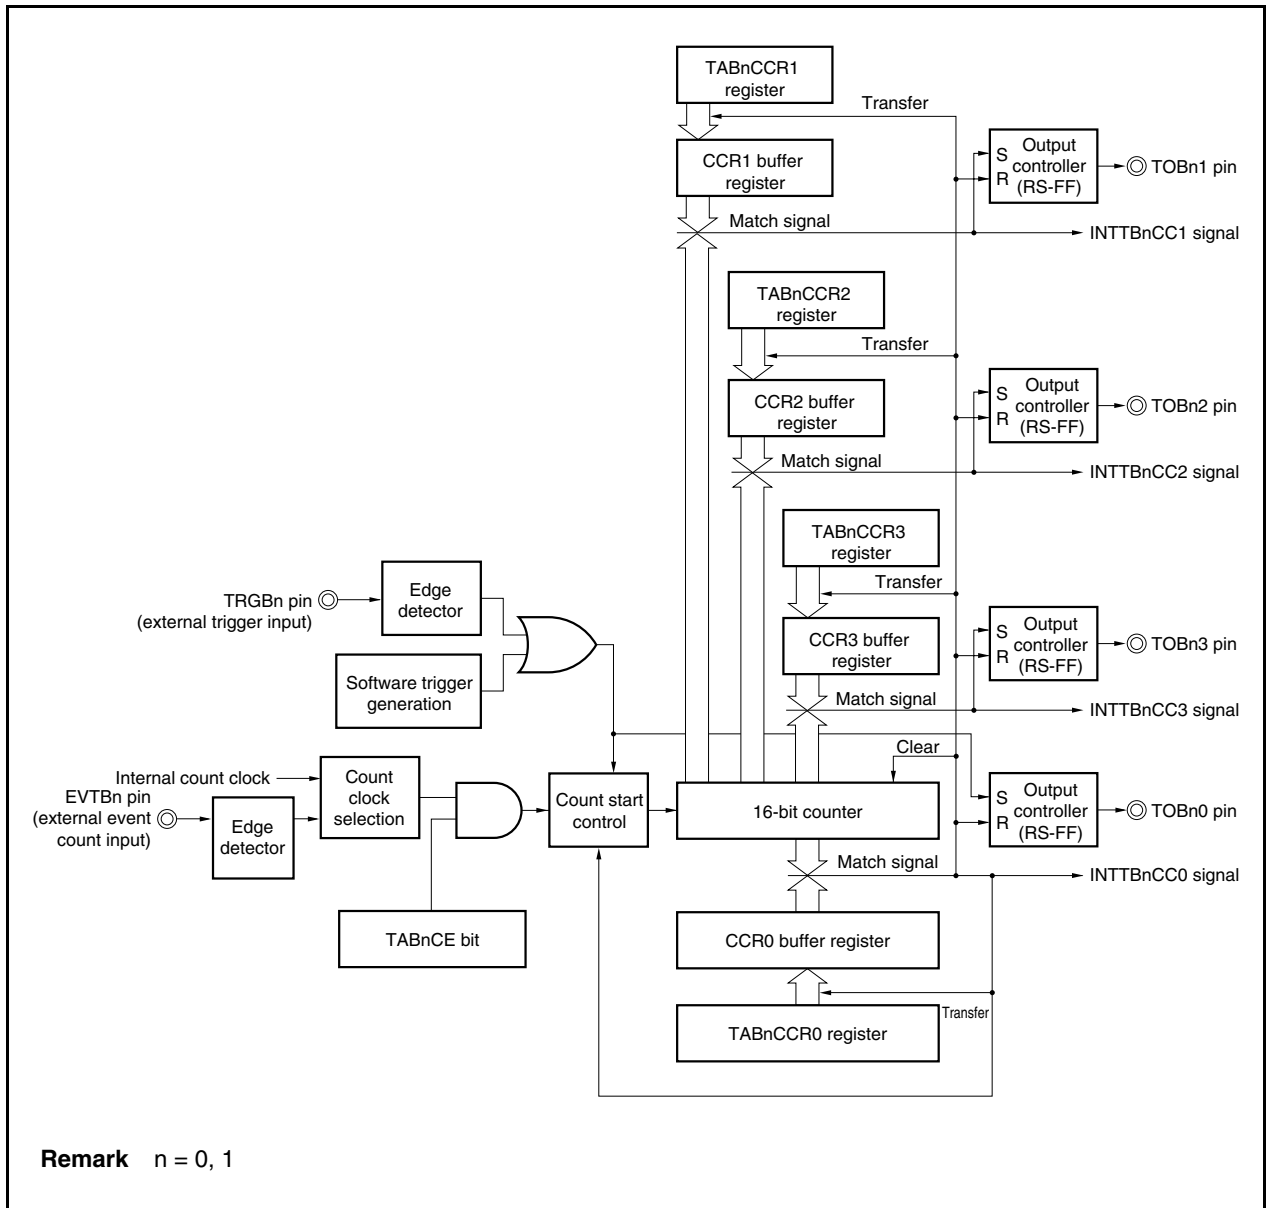 TABnCCR1
register
Transfer
CCR1 buffer
register
S
R
Output
controller
(RS-FF)
TOBn1 pin
Match signal
INTTBnCC1 signal
TABnCCR2
register
Transfer
CCR2 buffer
register
S
R
Output
controller
(RS-FF)
TOBn2 pin
Match signal
INTTBnCC2 signal
TABnCCR3
register
Transfer
CCR3 buffer
register
S
R
Output
controller
(RS-FF)
TOBn3 pin
Match signal
INTTBnCC3 signal
TRGBn pin
(external trigger input)
Edge
detector
Software trigger
generation
Internal count clock
EVTBn pin
(external event
count input)
Edge
detector
Count
clock
selection
Count start
control
Clear
16-bit counter
S
R
Output
controller
(RS-FF)
TOBn0 pin
Match signal
INTTBnCC0 signal
TABnCE bit
CCR0 buffer register
Transfer
TABnCCR0 register
Remark n = 0, 1